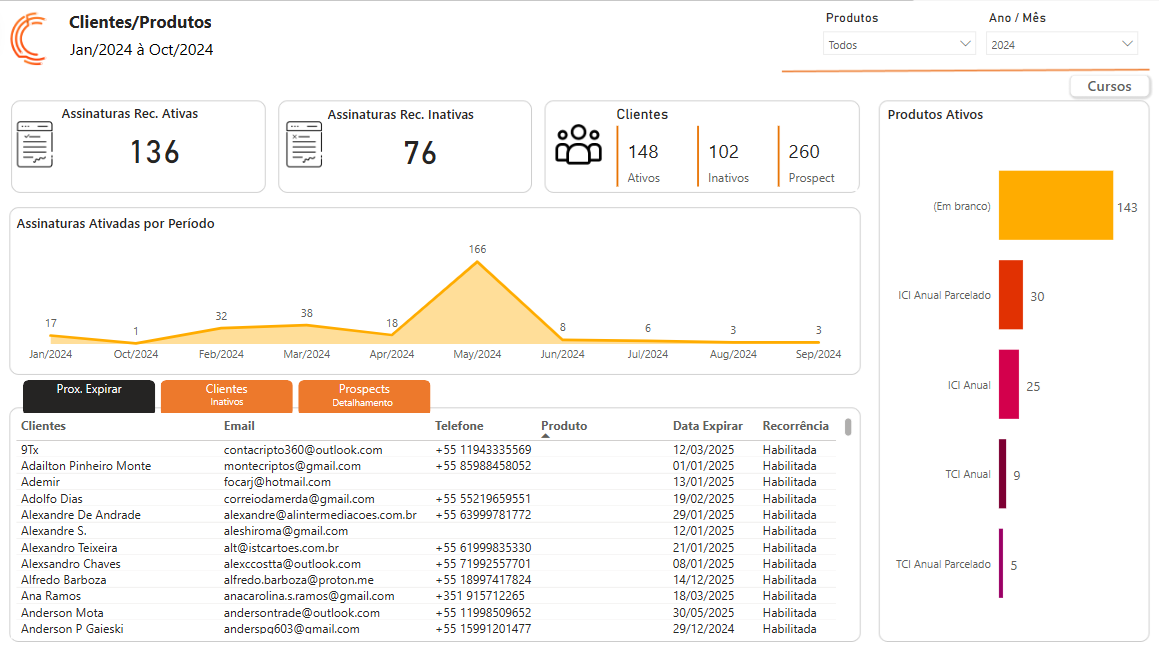 Clientes/Produtos
Jan/2024 à Oct/2024
Produtos
Todos
Ano / Mês
2024
Cursos
Assinaturas Rec. Ativas
136
Assinaturas Rec. Inativas
76
Clientes
148
Ativos
102
Inativos
260
Prospect
Assinaturas Ativadas por Período
17
1
32
38
18
166
8
6
3
3
Jan/2024 Oct/2024 Feb/2024 Mar/2024 Apr/2024 May/2024 Jun/2024 Jul/2024 Aug/2024 Sep/2024
Prox. Expirar
Clientes
Inativos
Prospects
Detalhamento
Clientes Email Telefone Produto Data Expirar Recorrência
9Tx contacripto360@outlook.com +55 11943335569 12/03/2025 Habilitada
Adailton Pinheiro Monte montecriptos@gmail.com +55 85988458052 01/01/2025 Habilitada
Ademir focarj@hotmail.com 13/01/2025 Habilitada
Adolfo Dias correiodamerda@gmail.com +55 55219659551 19/02/2025 Habilitada
Alexandre De Andrade alexandre@alintermediacoes.com.br +55 63999781772 29/01/2025 Habilitada
Alexandre S. aleshiroma@gmail.com 12/01/2025 Habilitada
Alexandro Teixeira alt@istcartoes.com.br +55 61999835330 21/01/2025 Habilitada
Alexsandro Chaves alexccostta@outlook.com +55 71992557701 08/01/2025 Habilitada
Alfredo Barboza alfredo.barboza@proton.me +55 18997417824 14/12/2025 Habilitada
Ana Ramos anacarolina.s.ramos@gmail.com +351 915712265 18/03/2025 Habilitada
Anderson Mota andersontrade@outlook.com +55 11998509652 30/05/2025 Habilitada
Anderson P Gaieski anderspg603@gmail.com +55 15991201477 29/12/2024 Habilitada
Produtos Ativos
(Em branco) 143
ICI Anual Parcelado 30
ICI Anual 25
TCI Anual 9
TCI Anual Parcelado 5